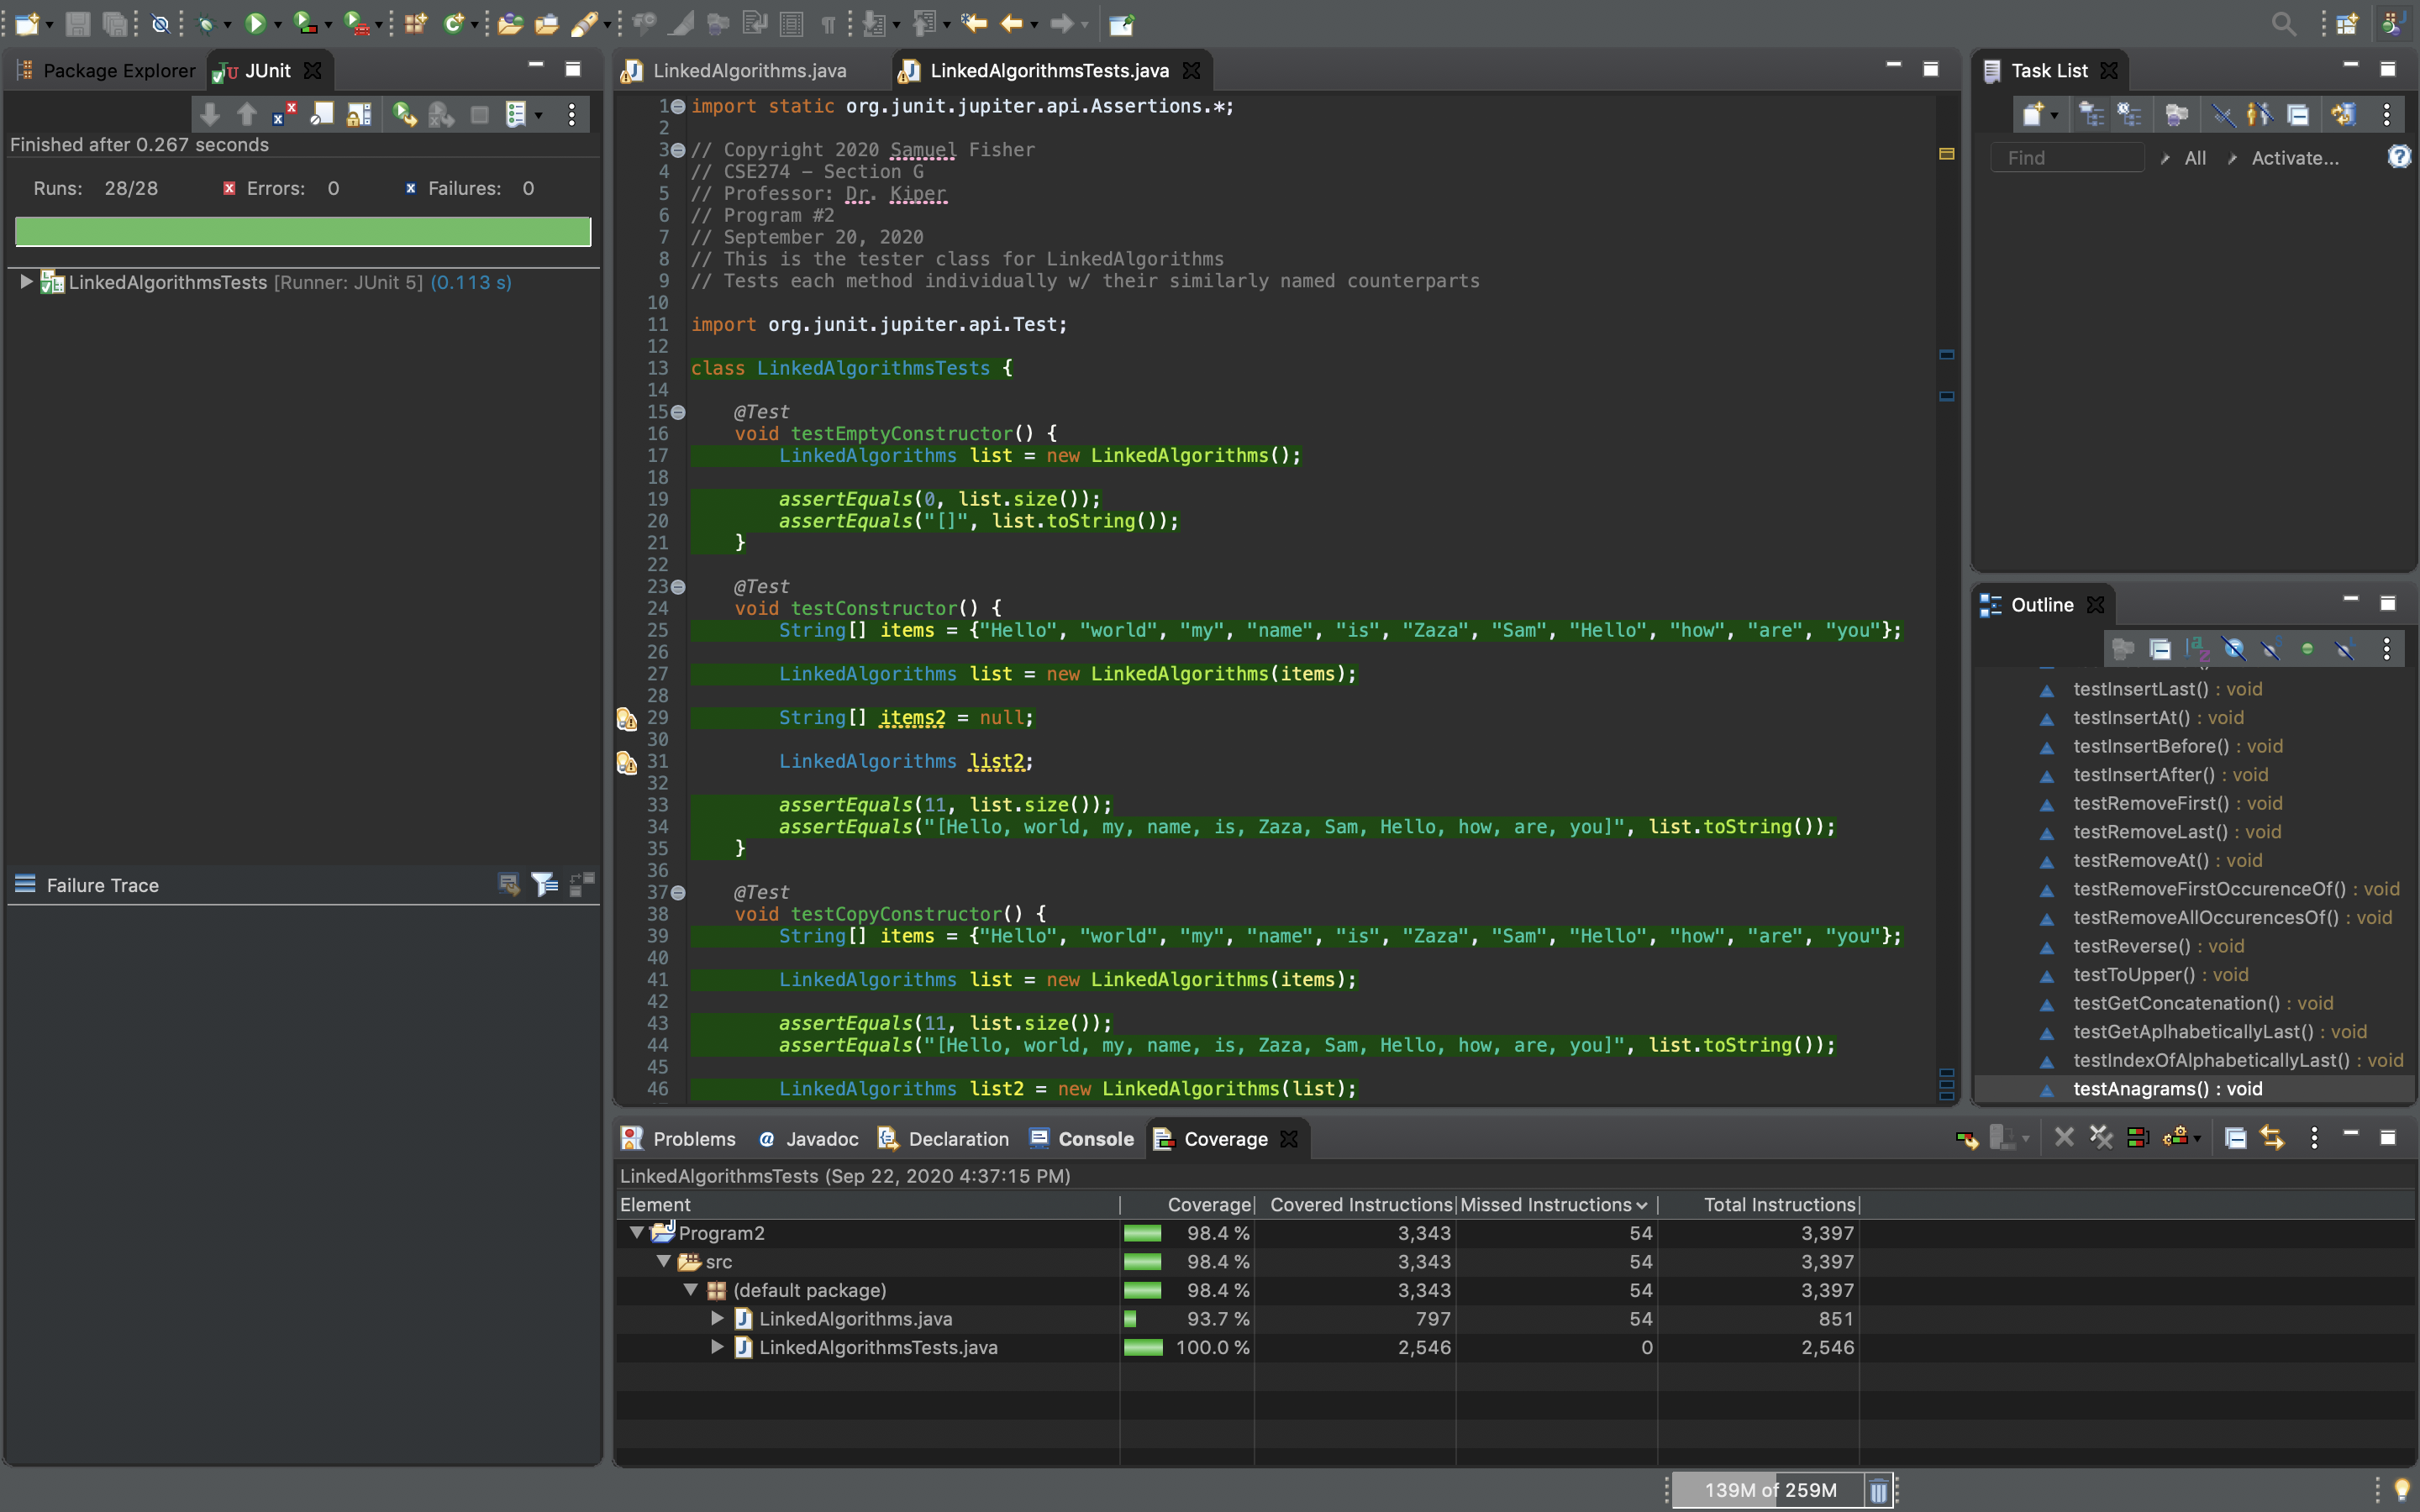 Package Explorer
JUnit
Finished after 0.267 seconds
Runs: 28/28
Errors: 0
Failures: 0
LinkedAlgorithmsTests [Runner: JUnit 5] (0.113 s)
Failure Trace
LinkedAlgorithms.java
LinkedAlgorithmsTests.java
1 import static org.junit.jupiter.api.Assertions.*;
2
3 // Copyright 2020 Samuel Fisher
4 // CSE274 – Section G
5 // Professor: Dr. Kiper
6 // Program #2
7 // September 20, 2020
8 // This is the tester class for LinkedAlgorithms
9 // Tests each method individually w/ their similarly named counterparts
10
11 import org.junit.jupiter.api.Test;
12
13 class LinkedAlgorithmsTests {
14
15 @Test
16 void testEmptyConstructor() {
17 LinkedAlgorithms list = new LinkedAlgorithms();
18
19 assertEquals(0, list.size());
20 assertEquals("[]", list.toString());
21 }
22
23 @Test
24 void testConstructor() {
25 String[] items = {"Hello", "world", "my", "name", "is", "Zaza", "Sam", "Hello", "how", "are", "you"};
26
27 LinkedAlgorithms list = new LinkedAlgorithms(items);
28
29 String[] items2 = null;
30
31 LinkedAlgorithms list2;
32
33 assertEquals(11, list.size());
34 assertEquals("[Hello, world, my, name, is, Zaza, Sam, Hello, how, are, you]", list.toString());
35 }
36
37 @Test
38 void testCopyConstructor() {
39 String[] items = {"Hello", "world", "my", "name", "is", "Zaza", "Sam", "Hello", "how", "are", "you"};
40
41 LinkedAlgorithms list = new LinkedAlgorithms(items);
42
43 assertEquals(11, list.size());
44 assertEquals("[Hello, world, my, name, is, Zaza, Sam, Hello, how, are, you]", list.toString());
45
46 LinkedAlgorithms list2 = new LinkedAlgorithms(list);
Task List
Find
All
Activate...
Outline
testInsertLast() : void
testInsertAt() : void
testInsertBefore() : void
testInsertAfter() : void
testRemoveFirst() : void
testRemoveLast() : void
testRemoveAt() : void
testRemoveFirstOccurenceOf() : void
testRemoveAllOccurencesOf() : void
testReverse() : void
testToUpper() : void
testGetConcatenation() : void
testGetAplhabeticallyLast() : void
testIndexOfAlphabeticallyLast() : void
testAnagrams() : void
Problems
@ Javadoc
Declaration
Console
Coverage
LinkedAlgorithmsTests (Sep 22, 2020 4:37:15 PM)
Element Coverage Covered Instructions Missed Instructions Total Instructions
Program2 98.4 % 3,343 54 3,397
src 98.4 % 3,343 54 3,397
(default package) 98.4 % 3,343 54 3,397
LinkedAlgorithms.java 93.7 % 797 54 851
LinkedAlgorithmsTests.java 100.0 % 2,546 0 2,546
139M of 259M